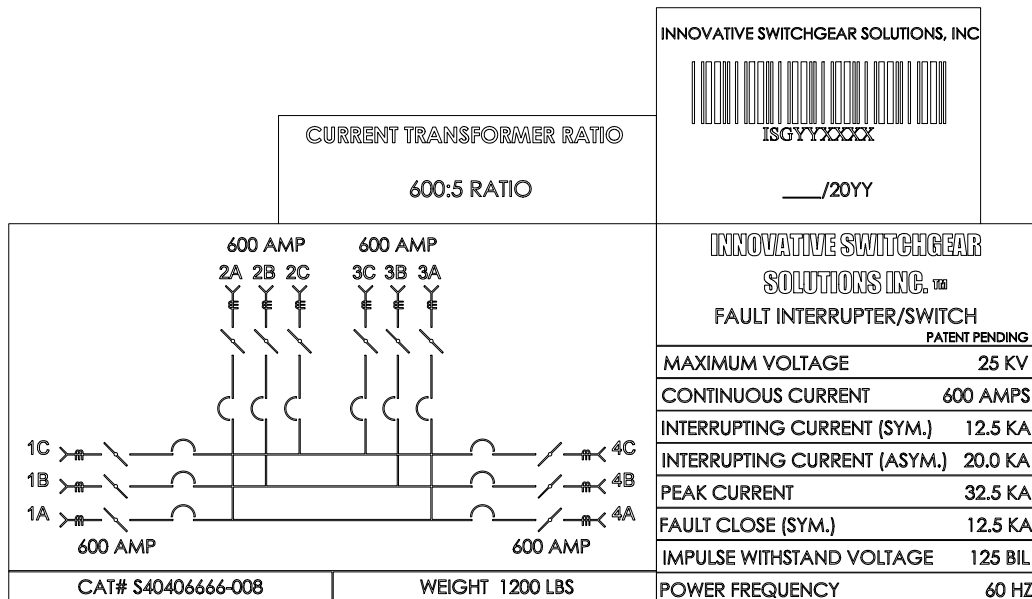 INNOVATIVE SWITCHGEAR SOLUTIONS, INC
ISGYYXXXX
___/20YY
CURRENT TRANSFORMER RATIO
600:5 RATIO
600 AMP 600 AMP
2A 2B 2C 3C 3B 3A
1C 4C
1B 4B
1A 4A
600 AMP 600 AMP
CAT# S40406666-008 WEIGHT 1200 LBS
INNOVATIVE SWITCHGEAR
SOLUTIONS INC. ™
FAULT INTERRUPTER/SWITCH
PATENT PENDING
MAXIMUM VOLTAGE 25 KV
CONTINUOUS CURRENT 600 AMPS
INTERRUPTING CURRENT (SYM.) 12.5 KA
INTERRUPTING CURRENT (ASYM.) 20.0 KA
PEAK CURRENT 32.5 KA
FAULT CLOSE (SYM.) 12.5 KA
IMPULSE WITHSTAND VOLTAGE 125 BIL
POWER FREQUENCY 60 HZ